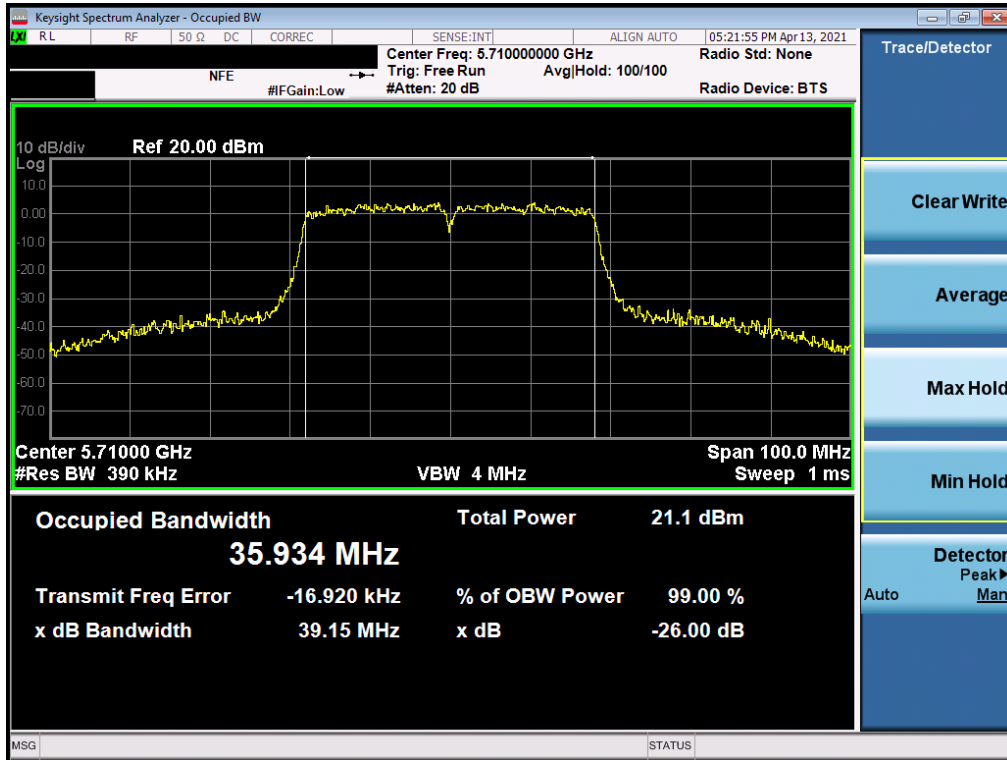 Keysight Spectrum Analyzer - Occupied BW
LXI RL RF 50 Ω DC CORREC SENSE:INT ALIGN AUTO 05:21:55 PM Apr 13, 2021
Center Freq: 5.710000000 GHz Radio Std: None
NFE Trig: Free Run Avg|Hold: 100/100
#IFGain:Low #Atten: 20 dB Radio Device: BTS
Trace/Detector
10 dB/div Ref 20.00 dBm
Log
10.0
0.00
-10.0
-20.0
-30.0
-40.0
-50.0
-60.0
-70.0
Center 5.71000 GHz Span 100.0 MHz
#Res BW 390 kHz VBW 4 MHz Sweep 1 ms
Clear Write
Average
Max Hold
Min Hold
Detector
Peak▶
Auto Man
Occupied Bandwidth Total Power 21.1 dBm
35.934 MHz
Transmit Freq Error -16.920 kHz % of OBW Power 99.00 %
x dB Bandwidth 39.15 MHz x dB -26.00 dB
MSG STATUS